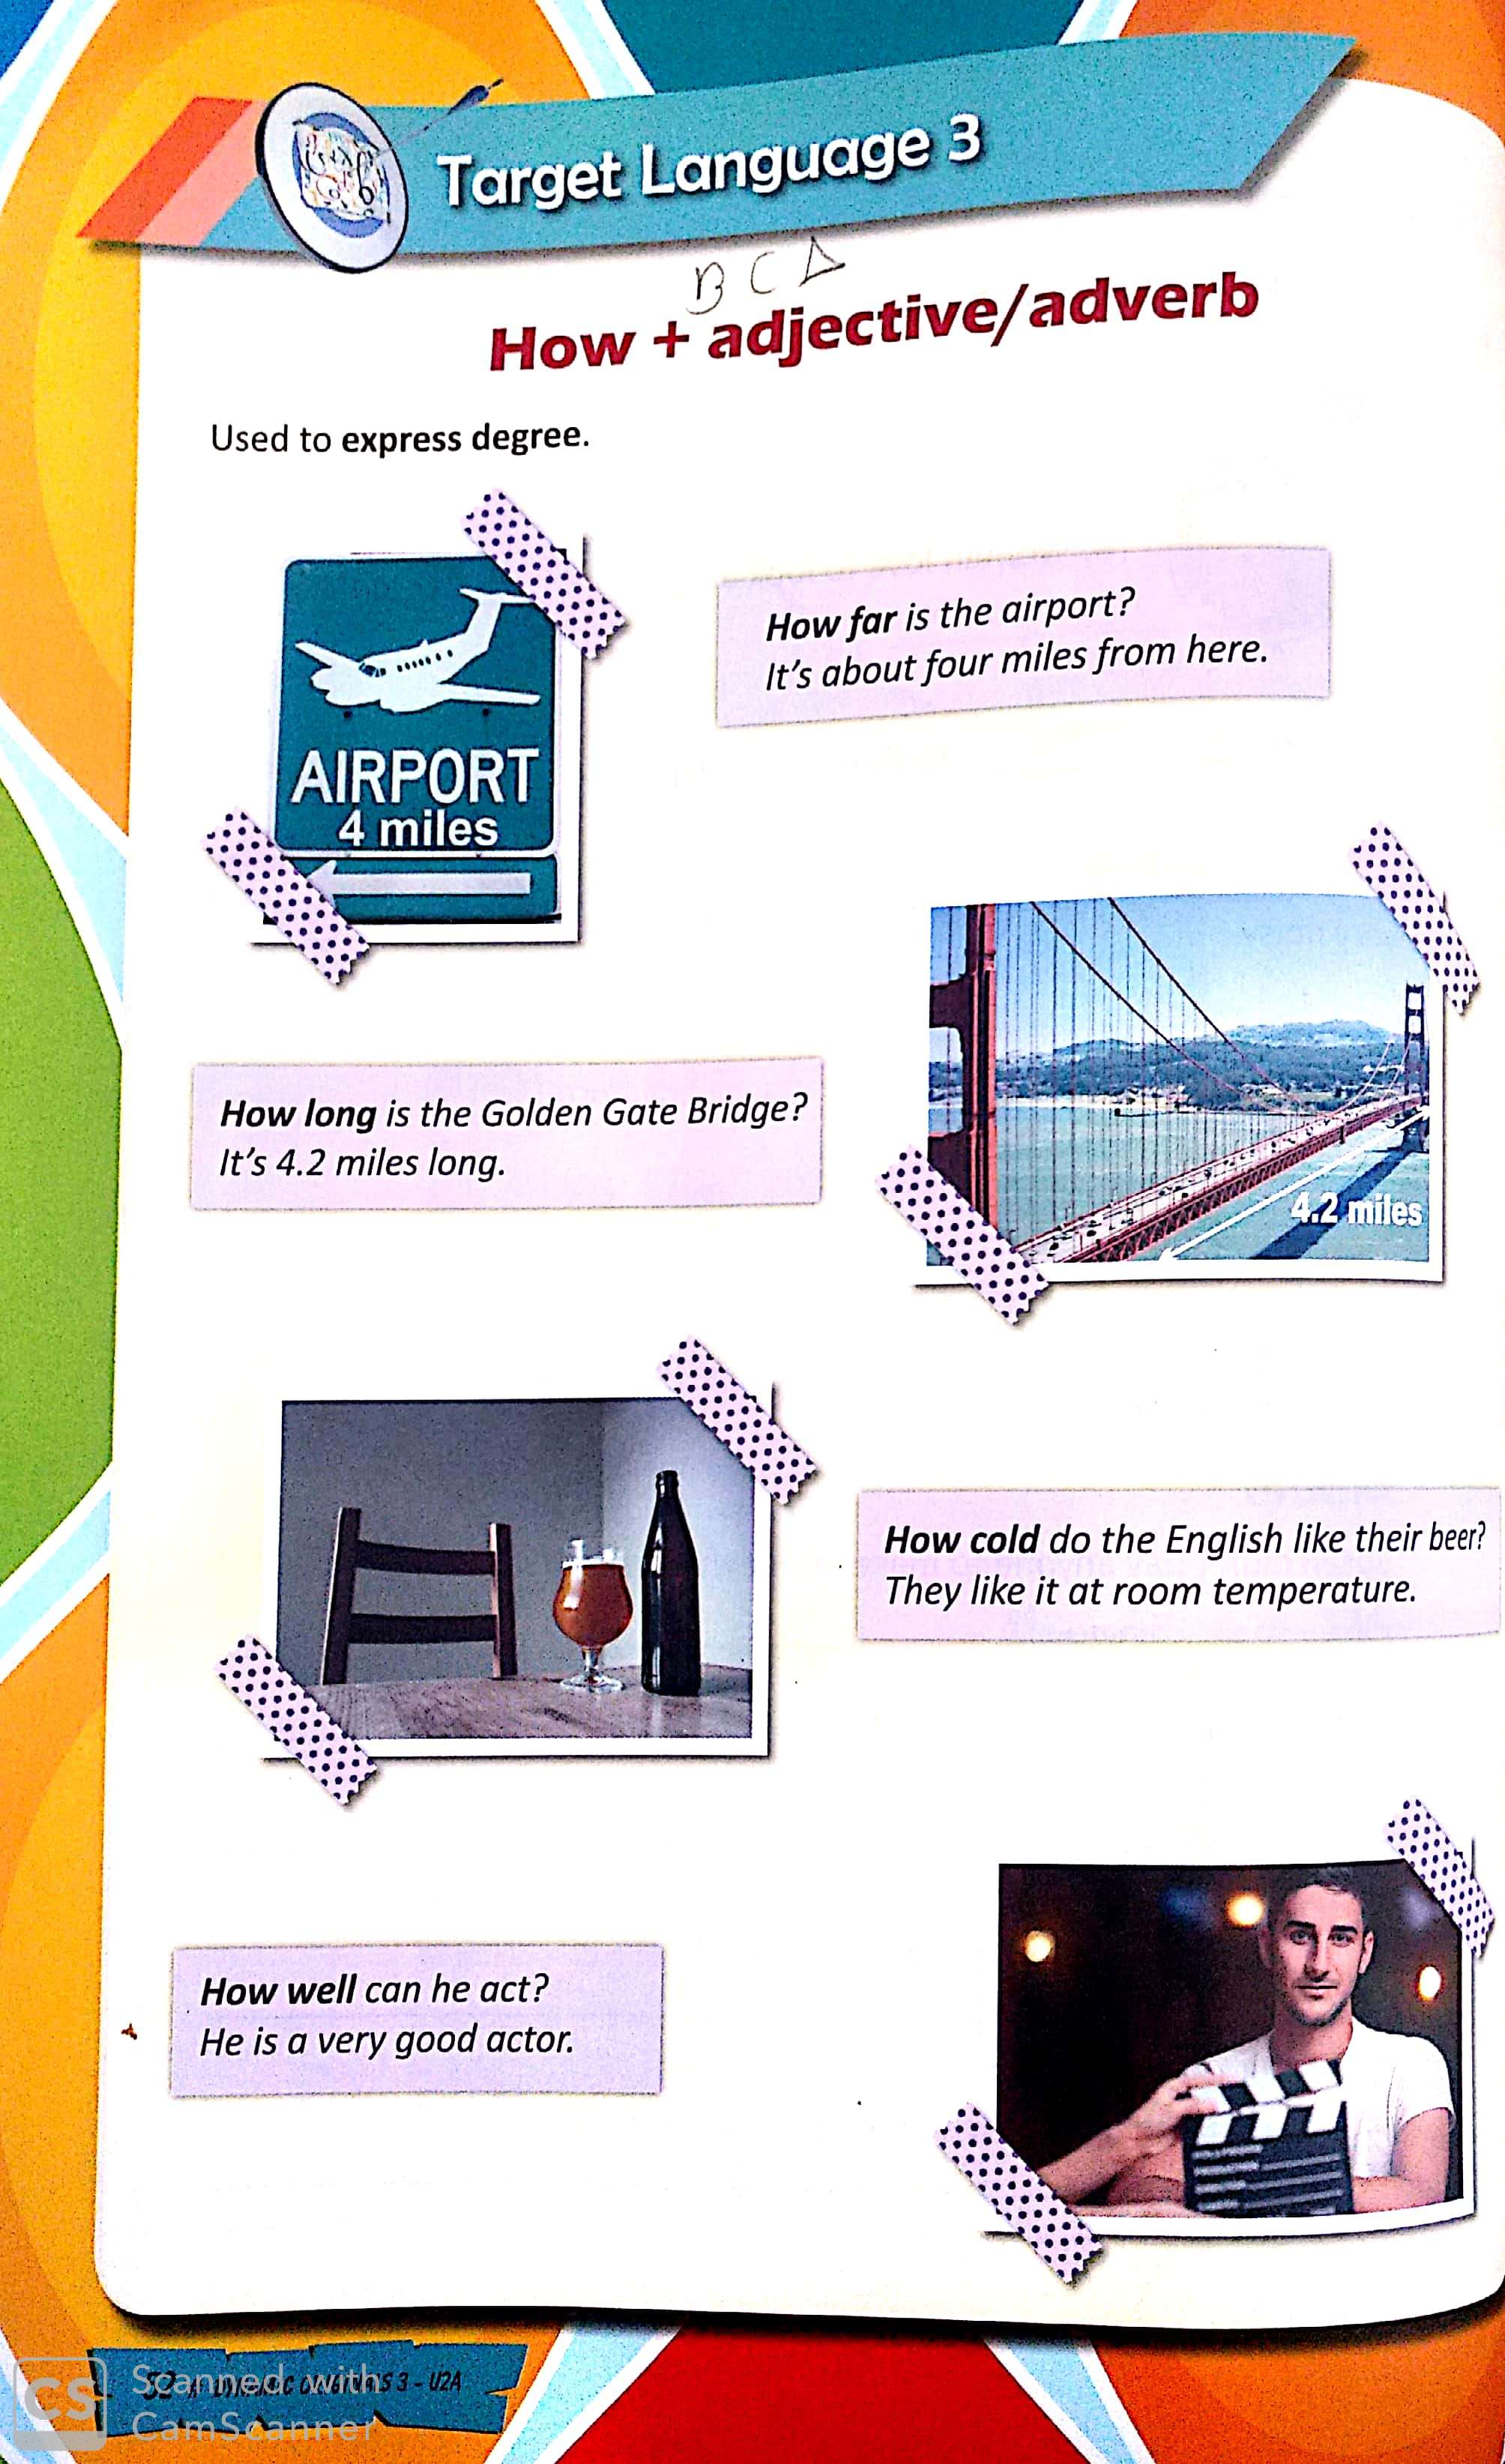 Target Language 3
B C A
How + adjective/adverb
Used to express degree.
How far is the airport?
It's about four miles from here.
AIRPORT
4 miles
How long is the Golden Gate Bridge?
It's 4.2 miles long.
4.2 miles
How cold do the English like their beer?
They like it at room temperature.
How well can he act?
He is a very good actor.
3 - U2A
CS
Scanned with
CamScanner